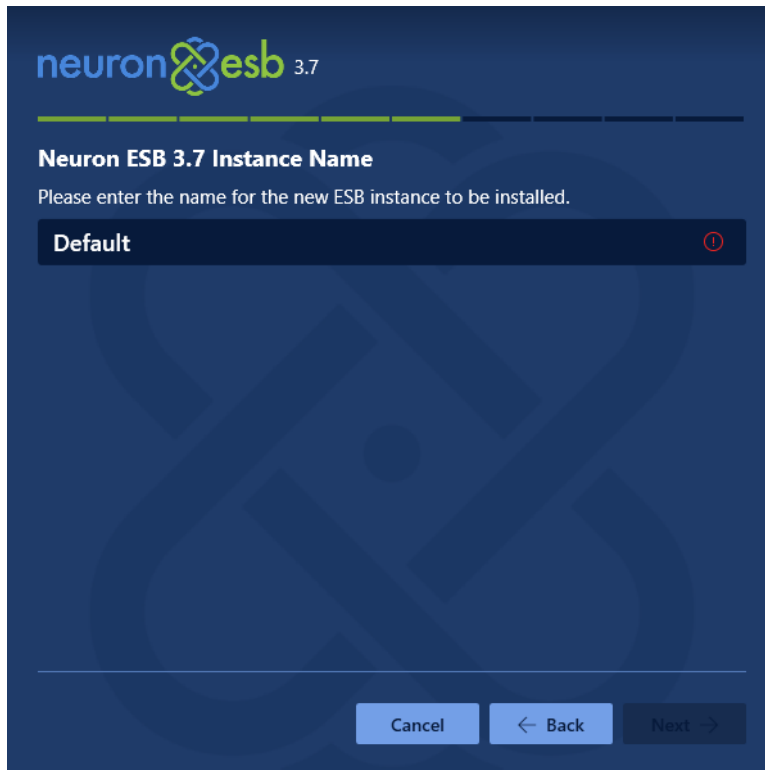 neuron esb 3.7
Neuron ESB 3.7 Instance Name
Please enter the name for the new ESB instance to be installed.
Default
Cancel
← Back
Next →